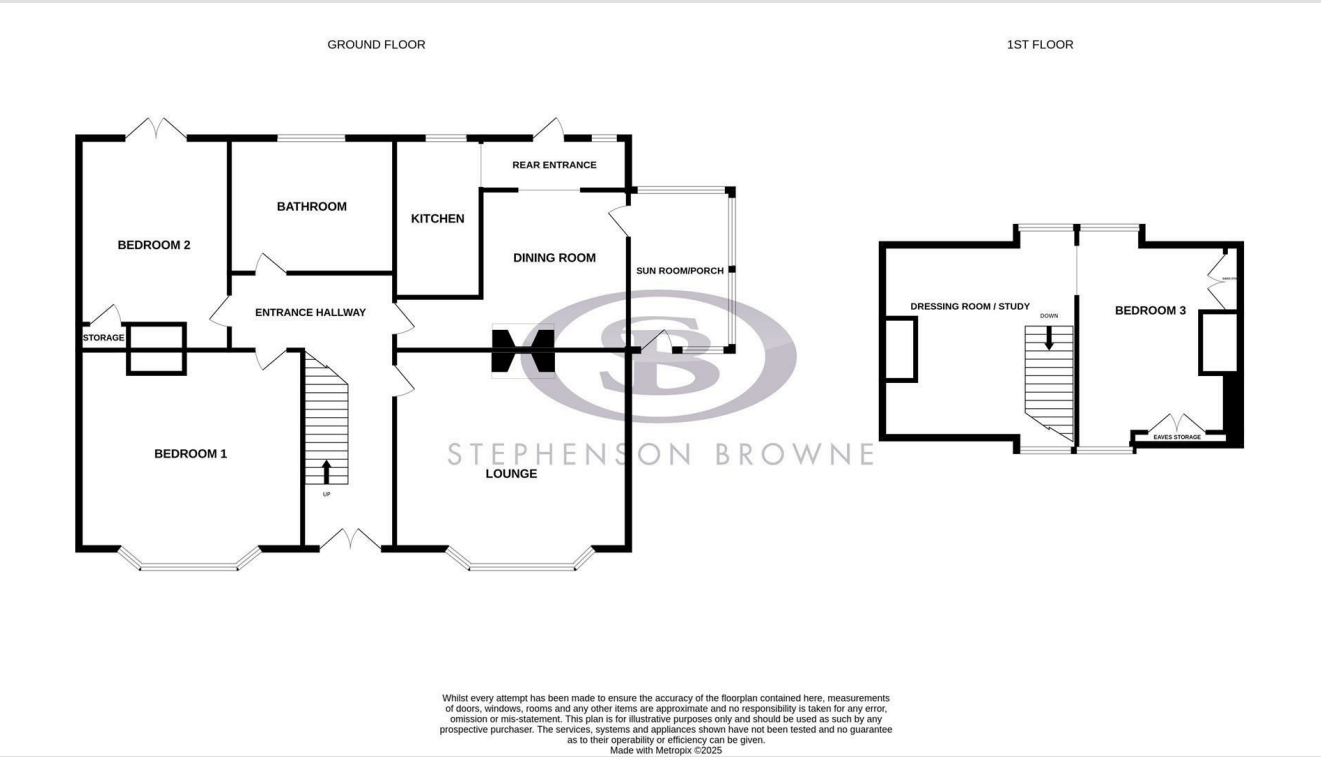 GROUND FLOOR
1ST FLOOR
REAR ENTRANCE
BATHROOM
KITCHEN
BEDROOM 2
DINING ROOM
SUN ROOM/PORCH
ENTRANCE HALLWAY
STORAGE
DRESSING ROOM / STUDY
BEDROOM 3
DOWN
EAVES STORAGE
BEDROOM 1
LOUNGE
UP
SB
STEPHENSON BROWNE
Whilst every attempt has been made to ensure the accuracy of the floorplan contained here, measurements
of doors, windows, rooms and any other items are approximate and no responsibility is taken for any error,
omission or mis-statement. This plan is for illustrative purposes only and should be used as such by any
prospective purchaser. The services, systems and appliances shown have not been tested and no guarantee
as to their operability or efficiency can be given.
Made with Metropix ©2025